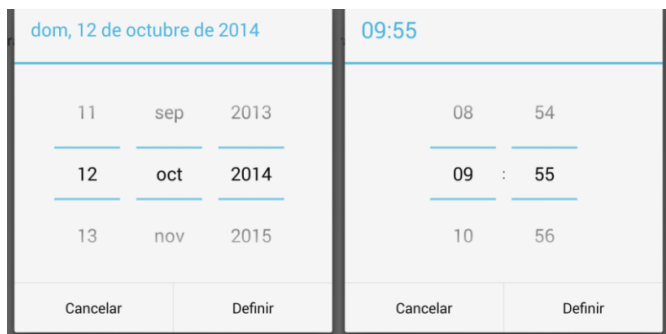 dom, 12 de octubre de 2014
11 sep 2013
12 oct 2014
13 nov 2015
Cancelar Definir
09:55
08 54
09 : 55
10 56
Cancelar Definir